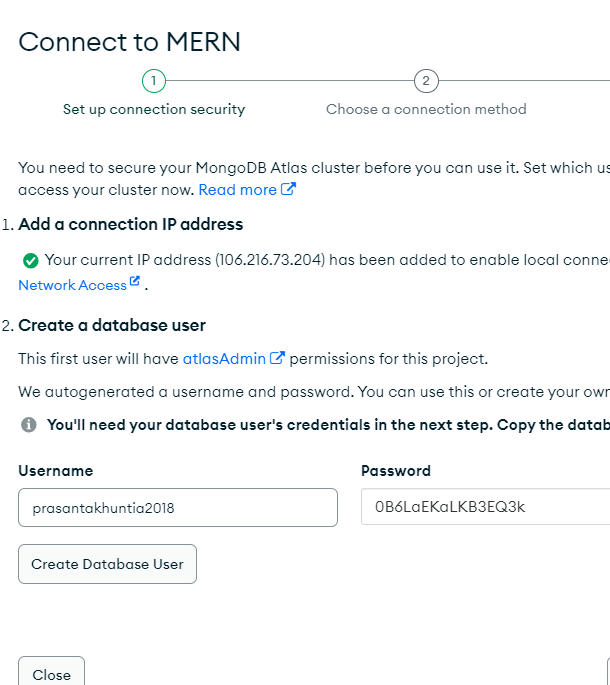 Connect to MERN
1
2
Set up connection security
Choose a connection method
You need to secure your MongoDB Atlas cluster before you can use it. Set which us
access your cluster now. Read more
1. Add a connection IP address
Your current IP address (106.216.73.204) has been added to enable local conne
Network Access .
2. Create a database user
This first user will have atlasAdmin permissions for this project.
We autogenerated a username and password. You can use this or create your own
You'll need your database user's credentials in the next step. Copy the datab
Username
Password
prasantakhuntia2018
0B6LaEKaLKB3EQ3k
Create Database User
Close